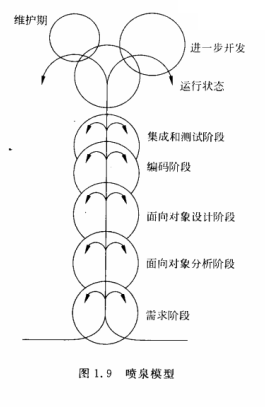 维护期
进一步开发
运行状态
集成和测试阶段
编码阶段
面向对象设计阶段
面向对象分析阶段
需求阶段
图 1.9 喷泉模型